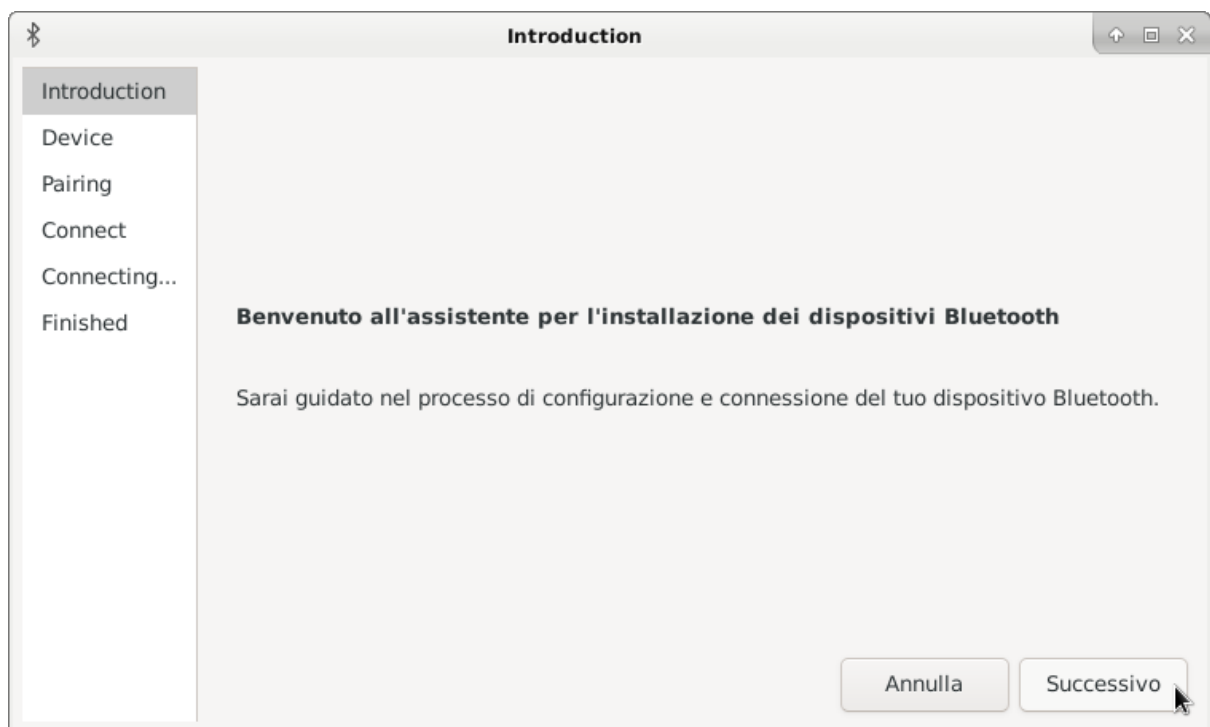 Introduction
Introduction
Device
Pairing
Connect
Connecting...
Finished
Benvenuto all'assistente per l'installazione dei dispositivi Bluetooth
Sarai guidato nel processo di configurazione e connessione del tuo dispositivo Bluetooth.
Annulla
Successivo